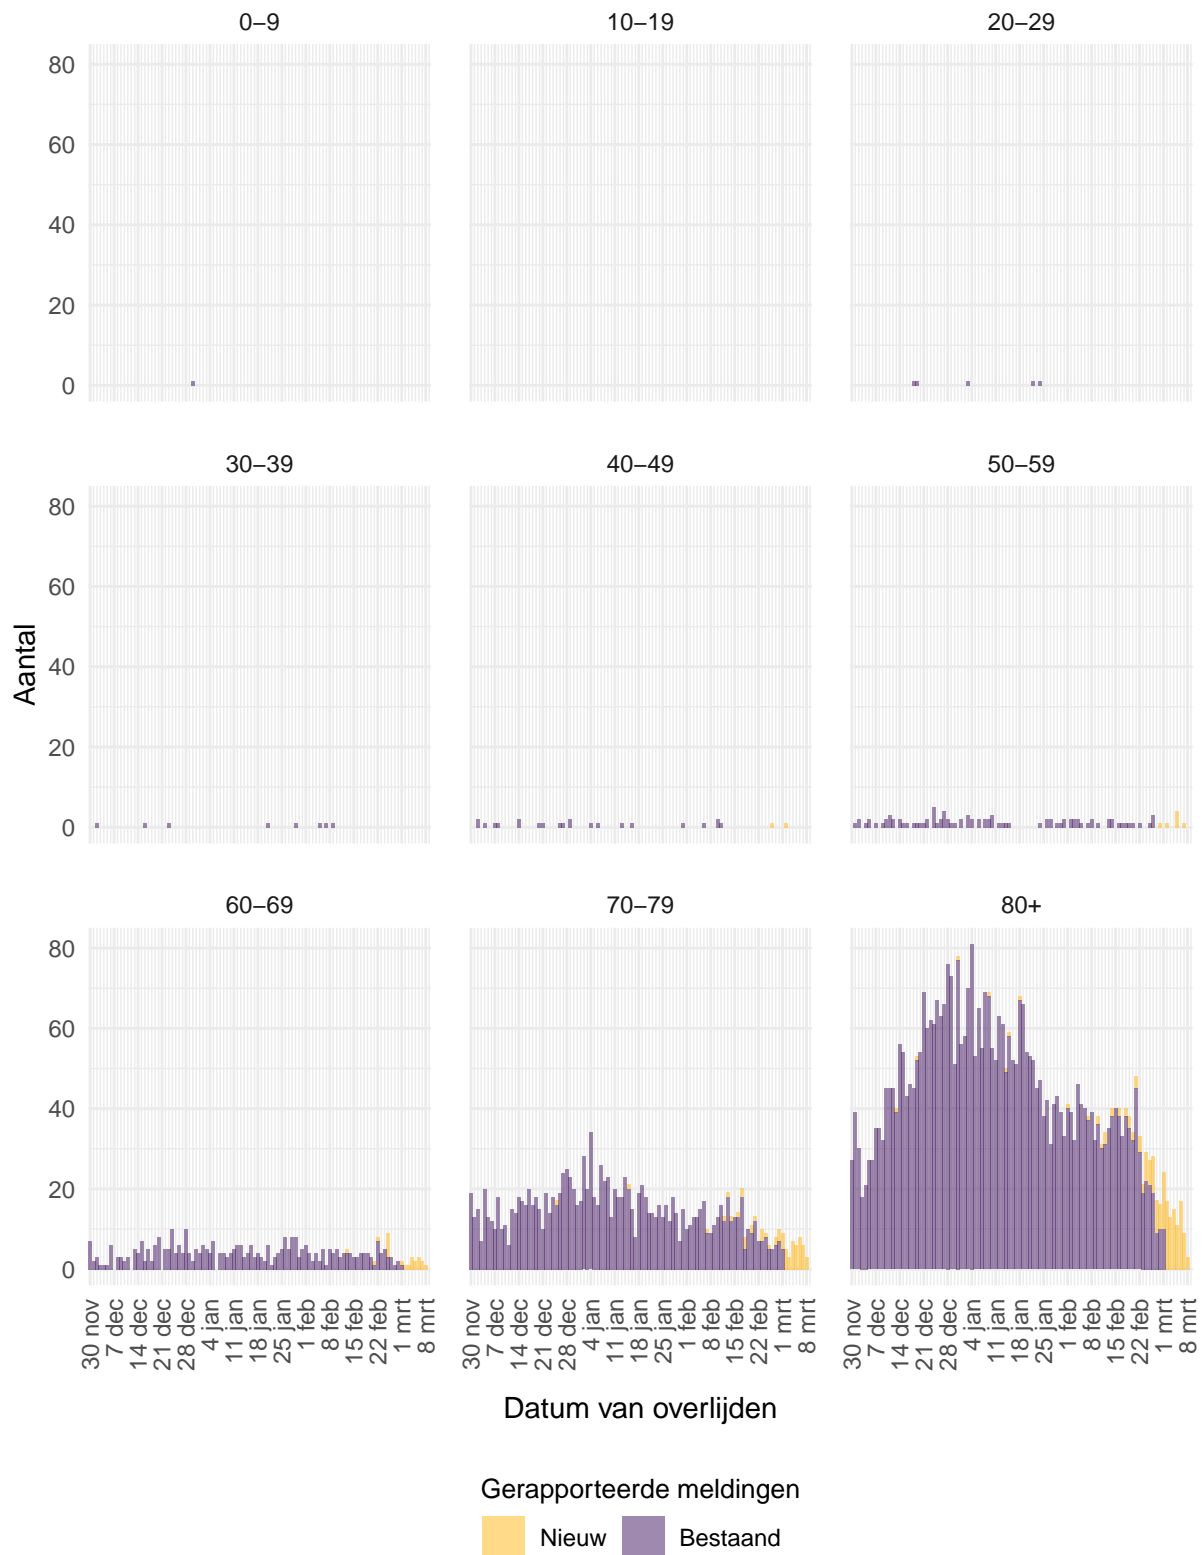 0–9 10–19 20–29
80
60
40
20
0
30–39 40–49 50–59
80
60
40
20
0
Aantal
60–69 70–79 80+
80
60
40
20
0
30 nov 7 dec 14 dec 21 dec 28 dec 4 jan 11 jan 18 jan 25 jan 1 feb 8 feb 15 feb 22 feb 1 mrt 8 mrt
30 nov 7 dec 14 dec 21 dec 28 dec 4 jan 11 jan 18 jan 25 jan 1 feb 8 feb 15 feb 22 feb 1 mrt 8 mrt
30 nov 7 dec 14 dec 21 dec 28 dec 4 jan 11 jan 18 jan 25 jan 1 feb 8 feb 15 feb 22 feb 1 mrt 8 mrt
Datum van overlijden
Gerapporteerde meldingen
Nieuw Bestaand